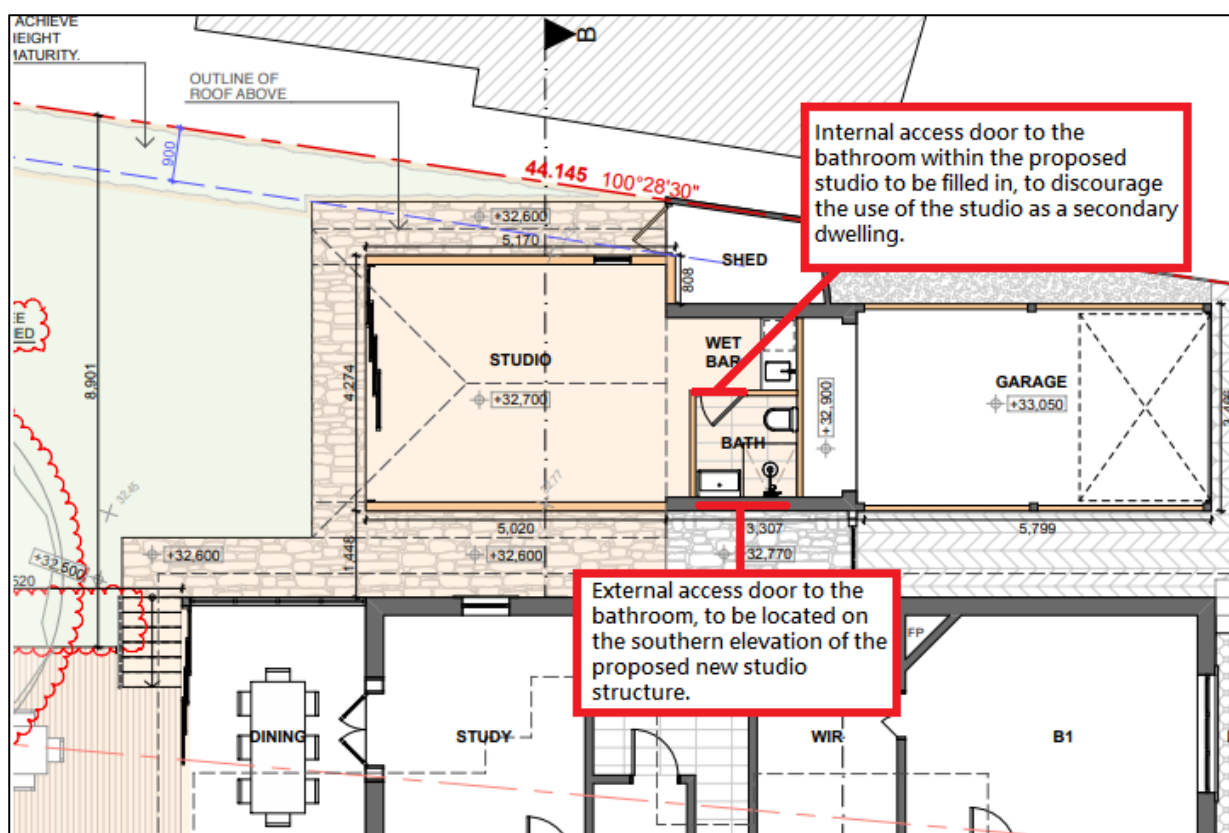 ACHIEVE
HEIGHT
MATURITY.
OUTLINE OF
ROOF ABOVE
B
900
44.145 100°28'30"
Internal access door to the
bathroom within the proposed
studio to be filled in, to discourage
the use of the studio as a secondary
dwelling.
+32,600
5,170
SHED
808
8,901
4,274
STUDIO
+32,700
WET
BAR
BATH
+32,900
GARAGE
+33,050
32.45
5,020
3,307
5,799
1,448
+32,600
+32,600
+32,770
+32,500
External access door to the
bathroom, to be located on
the southern elevation of the
proposed new studio
structure.
FP
DINING
STUDY
WIR
B1